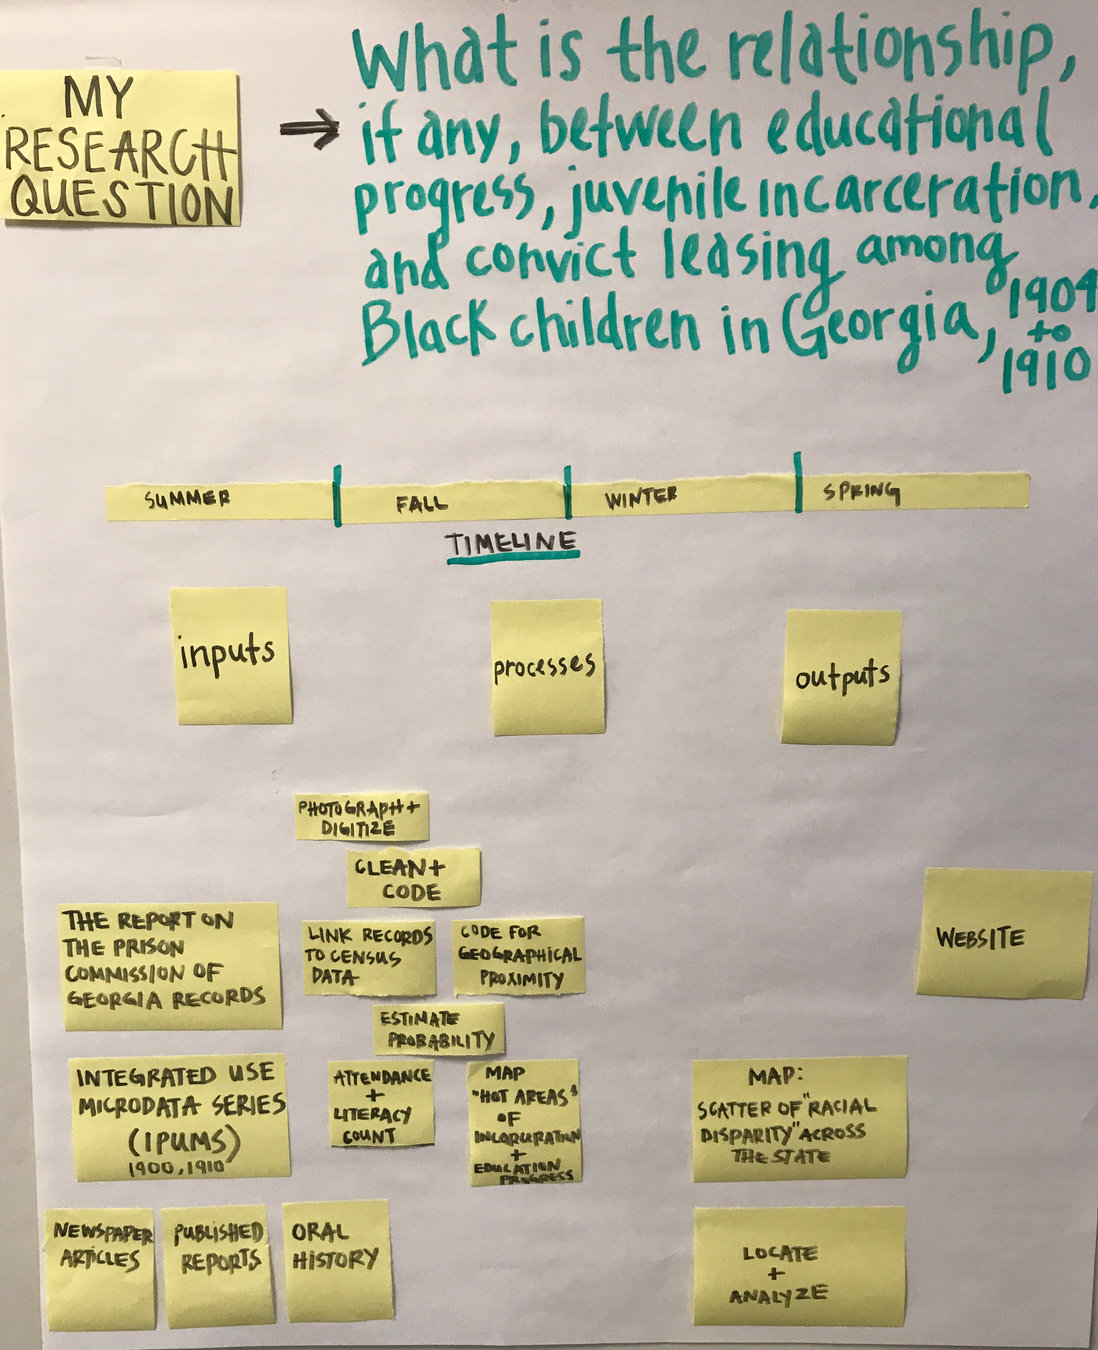 MY
RESEARCH
QUESTION
→
What is the relationship,
if any, between educational
progress, juvenile incarceration,
and convict leasing among
Black children in Georgia, 1904
to
1910
SUMMER
FALL
WINTER
SPRING
TIMELINE
inputs
processes
outputs
PHOTOGRAPH +
DIGITIZE
CLEAN +
CODE
THE REPORT ON
THE PRISON
COMMISSION OF
GEORGIA RECORDS
LINK RECORDS
TO CENSUS
DATA
CODE FOR
GEOGRAPHICAL
PROXIMITY
WEBSITE
ESTIMATE
PROBABILITY
INTEGRATED USE
MICRODATA SERIES
(IPUMS)
1900, 1910
ATTENDANCE
+
LITERACY
COUNT
MAP
"HOT AREAS"
OF
INCARCURATION
+
EDUCATION
PROGRESS
MAP:
SCATTER OF "RACIAL
DISPARITY" ACROSS
THE STATE
NEWSPAPER
ARTICLES
PUBLISHED
REPORTS
ORAL
HISTORY
LOCATE
+
ANALYZE